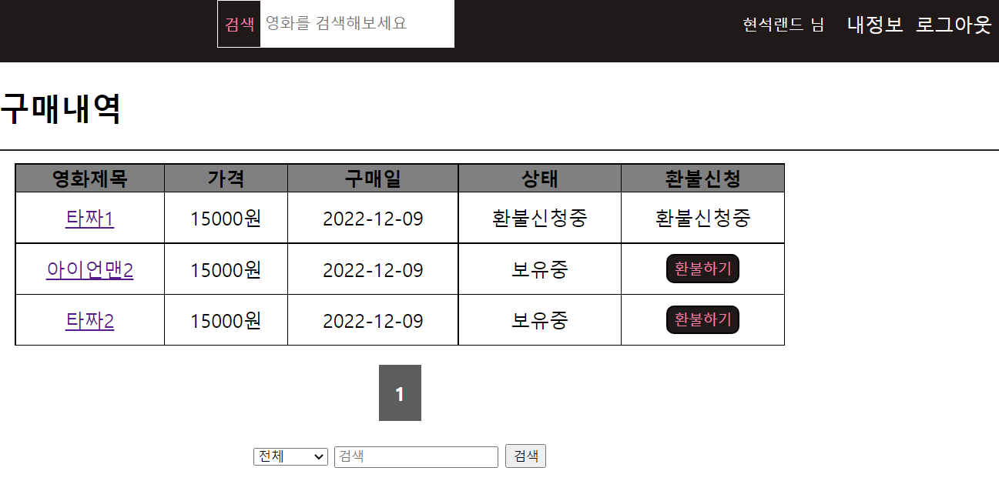 검색 영화를 검색해보세요 현석랜드 님 내정보 로그아웃
구매내역
영화제목 가격 구매일 상태 환불신청
타짜1 15000원 2022-12-09 환불신청중 환불신청중
아이언맨2 15000원 2022-12-09 보유중 환불하기
타짜2 15000원 2022-12-09 보유중 환불하기
1
전체 검색 검색